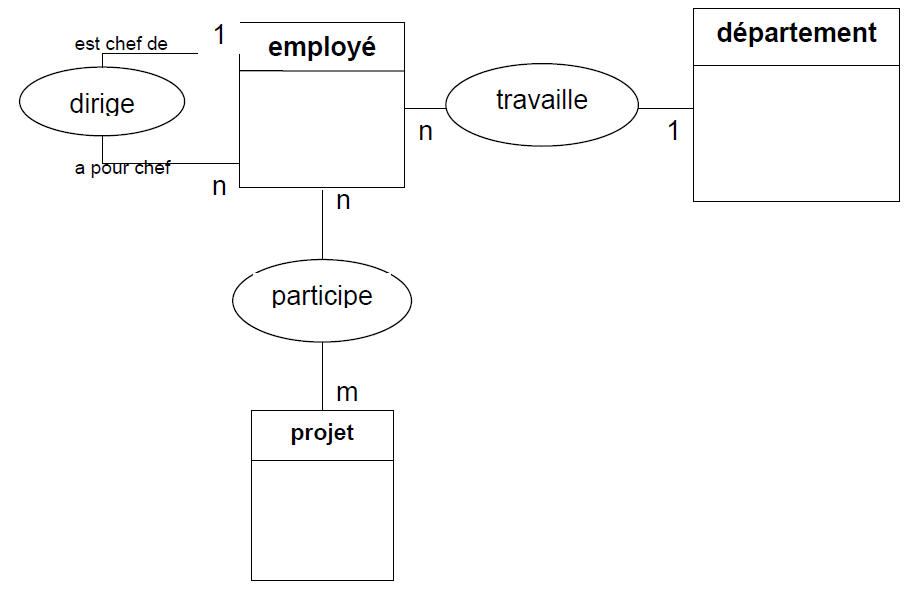 est chef de
1
employé
département
dirige
travaille
n
1
a pour chef
n
n
participe
m
projet